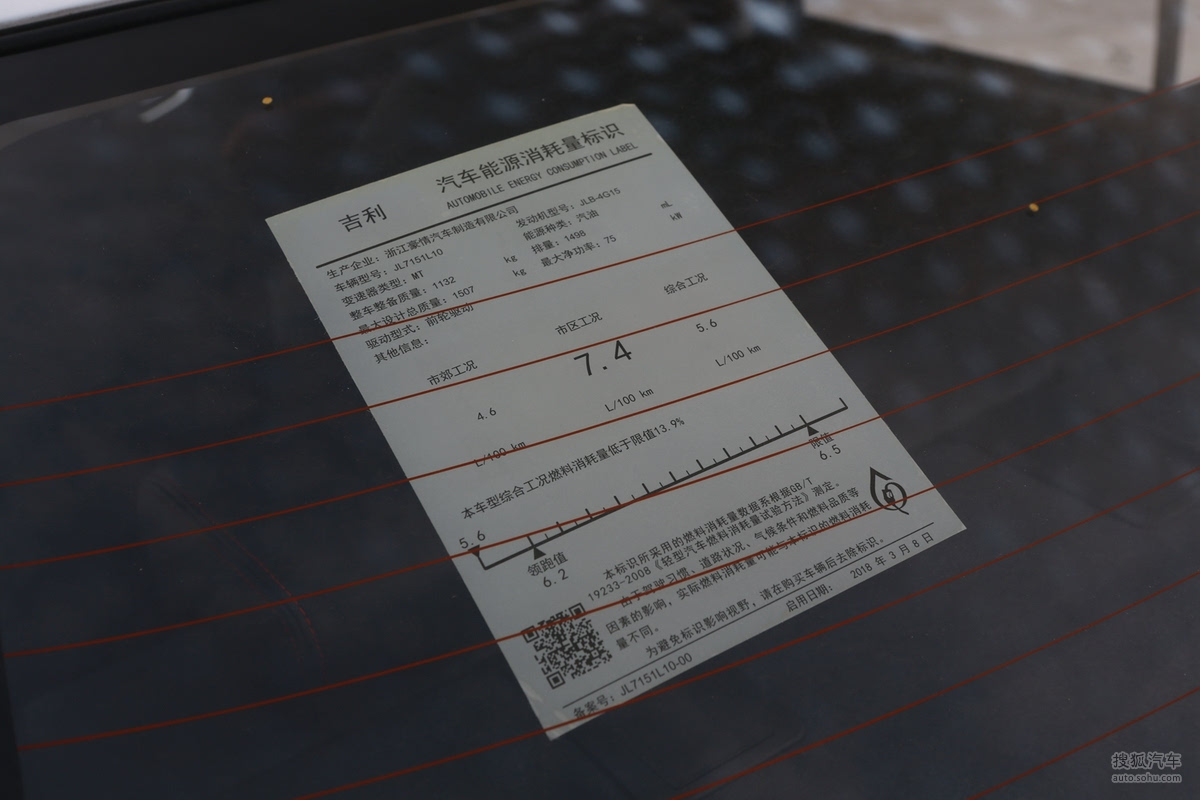 吉利
汽车能源消耗量标识
AUTOMOBILE ENERGY CONSUMPTION LABEL
生产企业：浙江豪情汽车制造有限公司
车辆型号：JL7151L10
发动机型号：JLB-4G15
变速器类型：MT
能源种类：汽油
整车整备质量：1132 kg
排量：1498 mL
最大设计总质量：1507 kg
最大净功率：75 kW
驱动型式：前轮驱动
其他信息：
市郊工况
市区工况
综合工况
4.6
7.4
5.6
L/100 km
L/100 km
L/100 km
本车型综合工况燃料消耗量低于限值13.9%
5.6
领跑值
6.2
限值
6.5
本标识所采用的燃料消耗量数据系根据GB/T
19233-2008《轻型汽车燃料消耗量试验方法》测定。
由于驾驶习惯、道路状况、气候条件和燃料品质等
因素的影响，实际燃料消耗量可能与本标识的燃料消耗
量不同。
为避免标识影响视野，请在购买车辆后去除标识。
备案号：JL7151L10-00
启用日期： 2018 年 3 月 8 日
搜狐汽车
auto.sohu.com